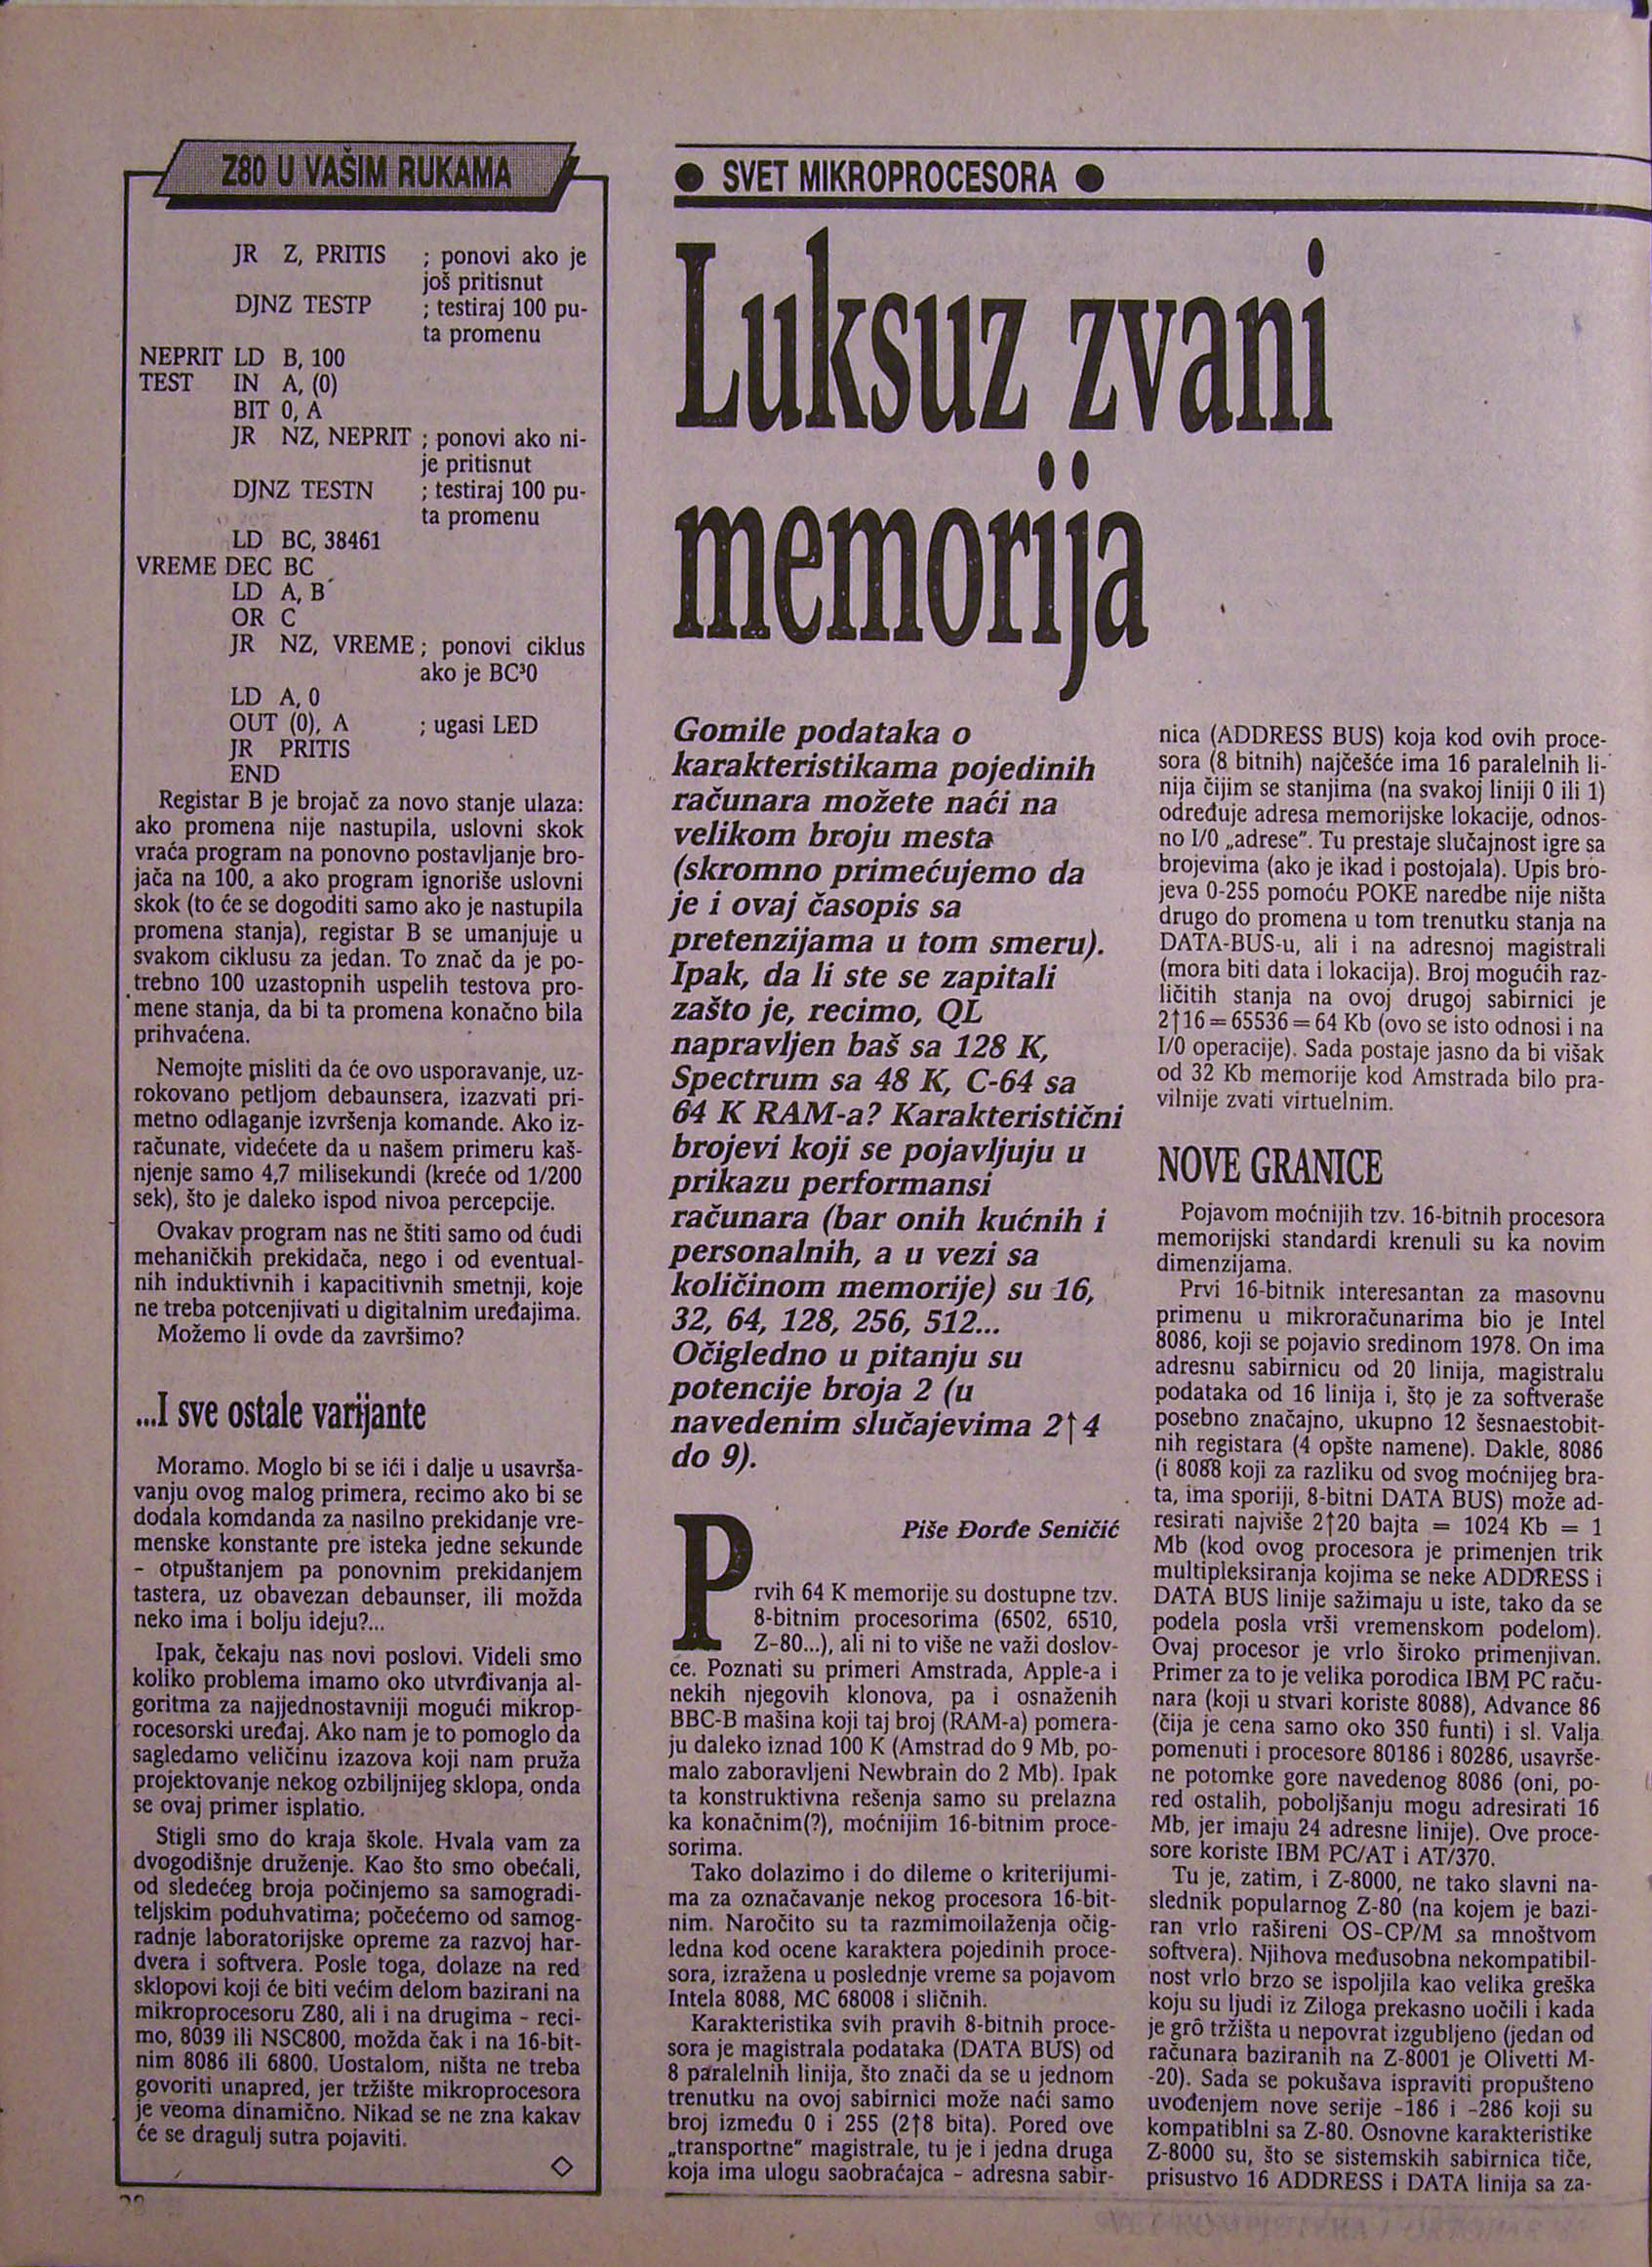 Z80 U VAŠIM RUKAMA
JR Z, PRITIS ; ponovi ako je
još pritisnut
DJNZ TESTP ; testiraj 100 pu-
ta promenu
NEPRIT LD B, 100
TEST IN A, (0)
BIT 0, A
JR NZ, NEPRIT ; ponovi ako ni-
je pritisnut
DJNZ TESTN ; testiraj 100 pu-
ta promenu
LD BC, 38461
VREME DEC BC
LD A, B
OR C
JR NZ, VREME ; ponovi ciklus
ako je BC³0
LD A, 0
OUT (0), A ; ugasi LED
JR PRITIS
END
Registar B je brojač za novo stanje ulaza:
ako promena nije nastupila, uslovni skok
vraća program na ponovno postavljanje bro-
jača na 100, a ako program ignoriše uslovni
skok (to će se dogoditi samo ako je nastupila
promena stanja), registar B se umanjuje u
svakom ciklusu za jedan. To znač da je po-
trebno 100 uzastopnih uspelih testova pro-
mene stanja, da bi ta promena konačno bila
prihvaćena.
Nemojte misliti da će ovo usporavanje, uz-
rokovano petljom debaunsera, izazvati pri-
metno odlaganje izvršenja komande. Ako iz-
računate, videćete da u našem primeru kaš-
njenje samo 4,7 milisekundi (kreće od 1/200
sek), što je daleko ispod nivoa percepcije.
Ovakav program nas ne štiti samo od ćudi
mehaničkih prekidača, nego i od eventual-
nih induktivnih i kapacitivnih smetnji, koje
ne treba potcenjivati u digitalnim uređajima.
Možemo li ovde da završimo?
...I sve ostale varijante
Moramo. Moglo bi se ići i dalje u usavrša-
vanju ovog malog primera, recimo ako bi se
dodala komdanda za nasilno prekidanje vre-
menske konstante pre isteka jedne sekunde
– otpuštanjem pa ponovnim prekidanjem
tastera, uz obavezan debaunser, ili možda
neko ima i bolju ideju?...
Ipak, čekaju nas novi poslovi. Videli smo
koliko problema imamo oko utvrđivanja al-
goritma za najjednostavniji mogući mikrop-
rocesorski uređaj. Ako nam je to pomoglo da
sagledamo veličinu izazova koji nam pruža
projektovanje nekog ozbiljnijeg sklopa, onda
se ovaj primer isplatio.
Stigli smo do kraja škole. Hvala vam za
dvogodišnje druženje. Kao što smo obećali,
od sledećeg broja počinjemo sa samogradi-
teljskim poduhvatima; počećemo od samog-
radnje laboratorijske opreme za razvoj har-
dvera i softvera. Posle toga, dolaze na red
sklopovi koji će biti većim delom bazirani na
mikroprocesoru Z80, ali i na drugima – reci-
mo, 8039 ili NSC800, možda čak i na 16-bit-
nim 8086 ili 6800. Uostalom, ništa ne treba
govoriti unapred, jer tržište mikroprocesora
je veoma dinamično. Nikad se ne zna kakav
će se dragulj sutra pojaviti.
● SVET MIKROPROCESORA ●
Luksuz zvani
memorija
Gomile podataka o
karakteristikama pojedinih
računara možete naći na
velikom broju mesta
(skromno primećujemo da
je i ovaj časopis sa
pretenzijama u tom smeru).
Ipak, da li ste se zapitali
zašto je, recimo, QL
napravljen baš sa 128 K,
Spectrum sa 48 K, C-64 sa
64 K RAM-a? Karakteristični
brojevi koji se pojavljuju u
prikazu performansi
računara (bar onih kućnih i
personalnih, a u vezi sa
količinom memorije) su 16,
32, 64, 128, 256, 512...
Očigledno u pitanju su
potencije broja 2 (u
navedenim slučajevima 2↑4
do 9).
Piše Đorđe Seničić
Prvih 64 K memorije su dostupne tzv.
8-bitnim procesorima (6502, 6510,
Z-80...), ali ni to više ne važi doslov-
ce. Poznati su primeri Amstrada, Apple-a i
nekih njegovih klonova, pa i osnaženih
BBC-B mašina koji taj broj (RAM-a) pomera-
ju daleko iznad 100 K (Amstrad do 9 Mb, po-
malo zaboravljeni Newbrain do 2 Mb). Ipak
ta konstruktivna rešenja samo su prelazna
ka konačnim(?), moćnijim 16-bitnim proce-
sorima.
Tako dolazimo i do dileme o kriterijumi-
ma za označavanje nekog procesora 16-bit-
nim. Naročito su ta razmimoilaženja očig-
ledna kod ocene karaktera pojedinih proce-
sora, izražena u poslednje vreme sa pojavom
Intela 8088, MC 68008 i sličnih.
Karakteristika svih pravih 8-bitnih proce-
sora je magistrala podataka (DATA BUS) od
8 paralelnih linija, što znači da se u jednom
trenutku na ovoj sabirnici može naći samo
broj između 0 i 255 (2↑8 bita). Pored ove
„transportne” magistrale, tu je i jedna druga
koja ima ulogu saobraćajca – adresna sabir-
nica (ADDRESS BUS) koja kod ovih proce-
sora (8 bitnih) najčešće ima 16 paralelnih li-
nija čijim se stanjima (na svakoj liniji 0 ili 1)
određuje adresa memorijske lokacije, odnos-
no I/0 „adrese”. Tu prestaje slučajnost igre sa
brojevima (ako je ikad i postojala). Upis bro-
jeva 0-255 pomoću POKE naredbe nije ništa
drugo do promena u tom trenutku stanja na
DATA-BUS-u, ali i na adresnoj magistrali
(mora biti data i lokacija). Broj mogućih raz-
ličitih stanja na ovoj drugoj sabirnici je
2↑16=65536=64 Kb (ovo se isto odnosi i na
I/0 operacije). Sada postaje jasno da bi višak
od 32 Kb memorije kod Amstrada bilo pra-
vilnije zvati virtuelnim.
NOVE GRANICE
Pojavom moćnijih tzv. 16-bitnih procesora
memorijski standardi krenuli su ka novim
dimenzijama.
Prvi 16-bitnik interesantan za masovnu
primenu u mikroračunarima bio je Intel
8086, koji se pojavio sredinom 1978. On ima
adresnu sabirnicu od 20 linija, magistralu
podataka od 16 linija i, što je za softveraše
posebno značajno, ukupno 12 šesnaestobit-
nih registara (4 opšte namene). Dakle, 8086
(i 8088 koji za razliku od svog moćnijeg bra-
ta, ima sporiji, 8-bitni DATA BUS) može ad-
resirati najviše 2↑20 bajta = 1024 Kb = 1
Mb (kod ovog procesora je primenjen trik
multipleksiranja kojima se neke ADDRESS i
DATA BUS linije sažimaju u iste, tako da se
podela posla vrši vremenskom podelom).
Ovaj procesor je vrlo široko primenjivan.
Primer za to je velika porodica IBM PC raču-
nara (koji u stvari koriste 8088), Advance 86
(čija je cena samo oko 350 funti) i sl. Valja
pomenuti i procesore 80186 i 80286, usavrše-
ne potomke gore navedenog 8086 (oni, po-
red ostalih, poboljšanju mogu adresirati 16
Mb, jer imaju 24 adresne linije). Ove proce-
sore koriste IBM PC/AT i AT/370.
Tu je, zatim, i Z-8000, ne tako slavni na-
slednik popularnog Z-80 (na kojem je bazi-
ran vrlo rašireni OS-CP/M sa mnoštvom
softvera). Njihova međusobna nekompatibil-
nost vrlo brzo se ispoljila kao velika greška
koju su ljudi iz Ziloga prekasno uočili i kada
je grô tržišta u nepovrat izgubljeno (jedan od
računara baziranih na Z-8001 je Olivetti M-
-20). Sada se pokušava ispraviti propušteno
uvođenjem nove serije -186 i -286 koji su
kompatiblni sa Z-80. Osnovne karakteristike
Z-8000 su, što se sistemskih sabirnica tiče,
prisustvo 16 ADDRESS i DATA linija sa za-